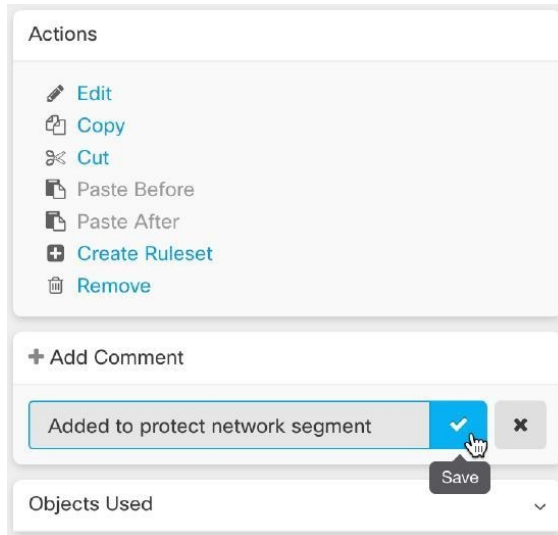 Actions
Edit
Copy
Cut
Paste Before
Paste After
Create Ruleset
Remove
Add Comment
Added to protect network segment
Save
Objects Used